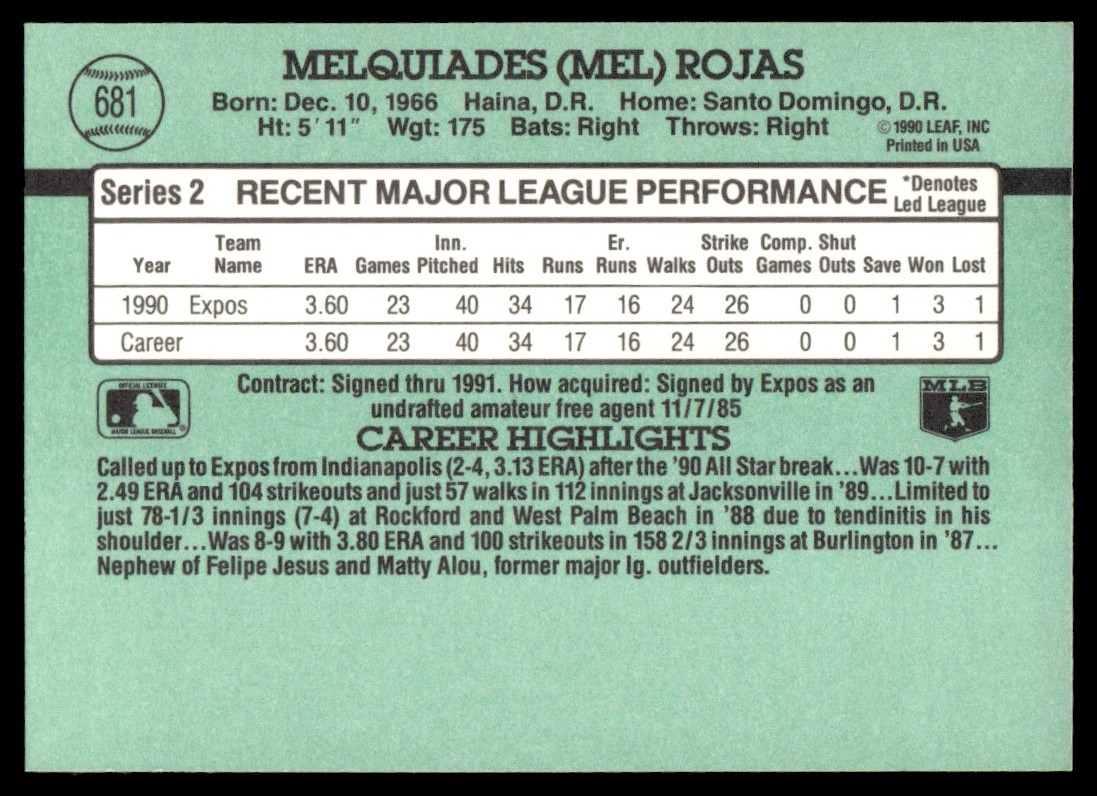 681
MELQUIADES (MEL) ROJAS
Born: Dec. 10, 1966 Haina, D.R. Home: Santo Domingo, D.R.
Ht: 5' 11" Wgt: 175 Bats: Right Throws: Right
©1990 LEAF, INC
Printed in USA
Series 2 RECENT MAJOR LEAGUE PERFORMANCE *Denotes Led League
Year Team Name ERA Games Inn. Pitched Hits Runs Er. Runs Walks Strike Outs Comp. Games Shut Outs Save Won Lost
1990 Expos 3.60 23 40 34 17 16 24 26 0 0 1 3 1
Career 3.60 23 40 34 17 16 24 26 0 0 1 3 1
OFFICIAL LICENSEE
MAJOR LEAGUE BASEBALL
®
Contract: Signed thru 1991. How acquired: Signed by Expos as an
undrafted amateur free agent 11/7/85
MLB
CAREER HIGHLIGHTS
Called up to Expos from Indianapolis (2-4, 3.13 ERA) after the '90 All Star break...Was 10-7 with
2.49 ERA and 104 strikeouts and just 57 walks in 112 innings at Jacksonville in '89...Limited to
just 78-1/3 innings (7-4) at Rockford and West Palm Beach in '88 due to tendinitis in his
shoulder...Was 8-9 with 3.80 ERA and 100 strikeouts in 158 2/3 innings at Burlington in '87...
Nephew of Felipe Jesus and Matty Alou, former major lg. outfielders.